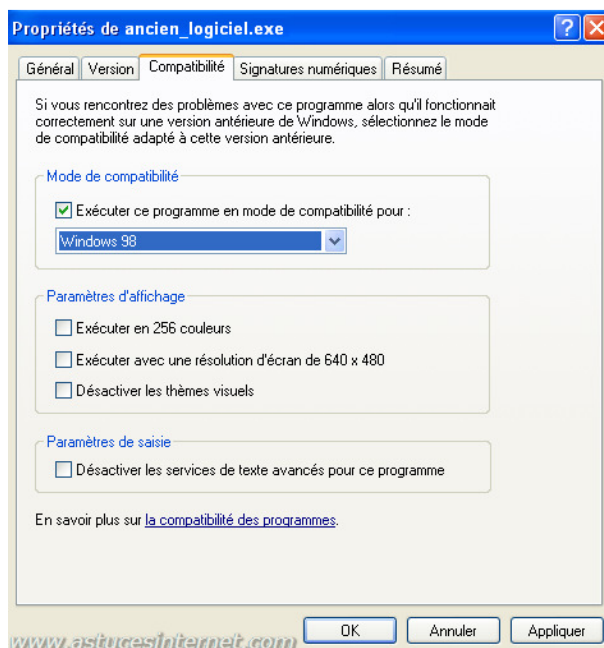 Propriétés de ancien_logiciel.exe
Général Version Compatibilité Signatures numériques Résumé
Si vous rencontrez des problèmes avec ce programme alors qu'il fonctionnait
correctement sur une version antérieure de Windows, sélectionnez le mode
de compatibilité adapté à cette version antérieure.
Mode de compatibilité
Exécuter ce programme en mode de compatibilité pour :
Windows 98
Paramètres d'affichage
Exécuter en 256 couleurs
Exécuter avec une résolution d'écran de 640 x 480
Désactiver les thèmes visuels
Paramètres de saisie
Désactiver les services de texte avancés pour ce programme
En savoir plus sur la compatibilité des programmes.
OK Annuler Appliquer
www.astucesinternet.com